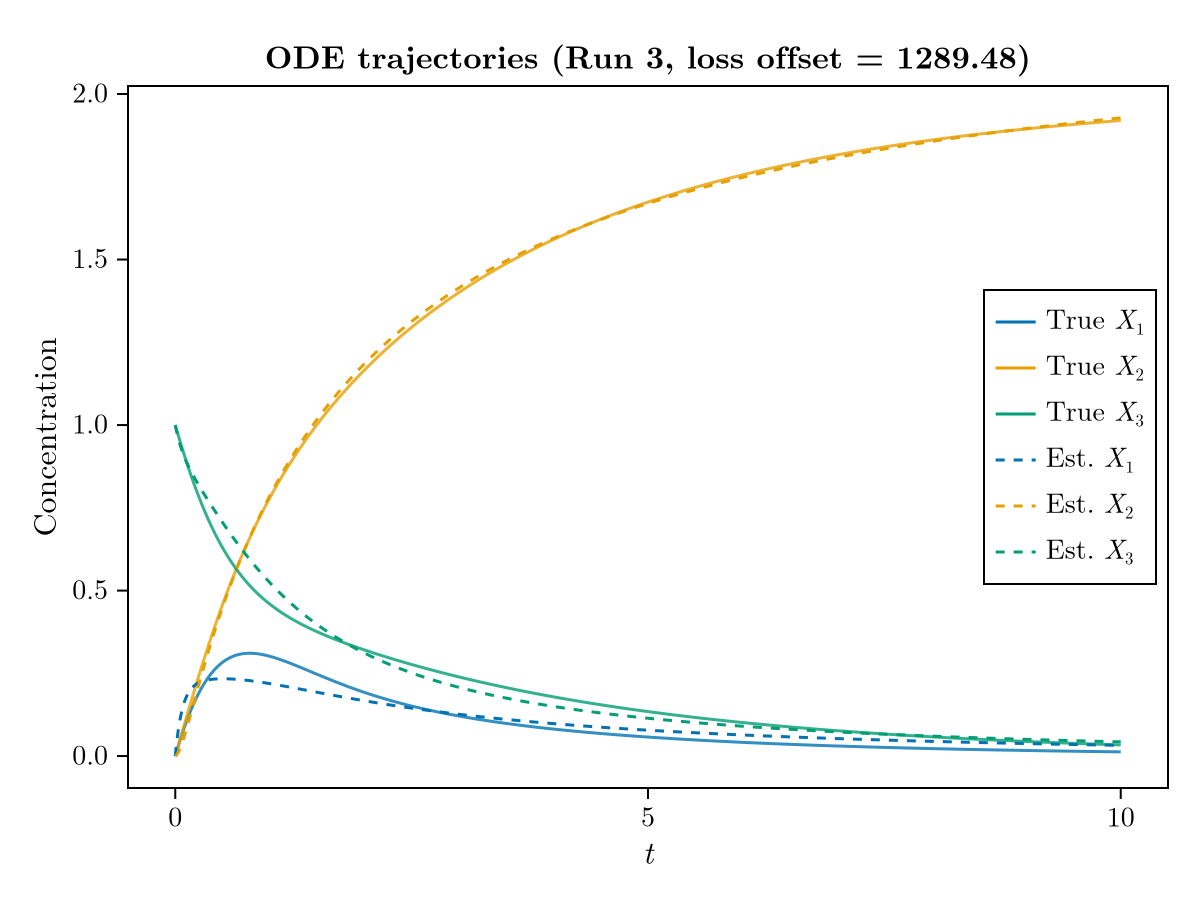 ODE trajectories (Run 3, loss offset = 1289.48)
2.0
1.5
1.0
0.5
0.0
Concentration
0
5
10
t
True X₁
True X₂
True X₃
Est. X₁
Est. X₂
Est. X₃